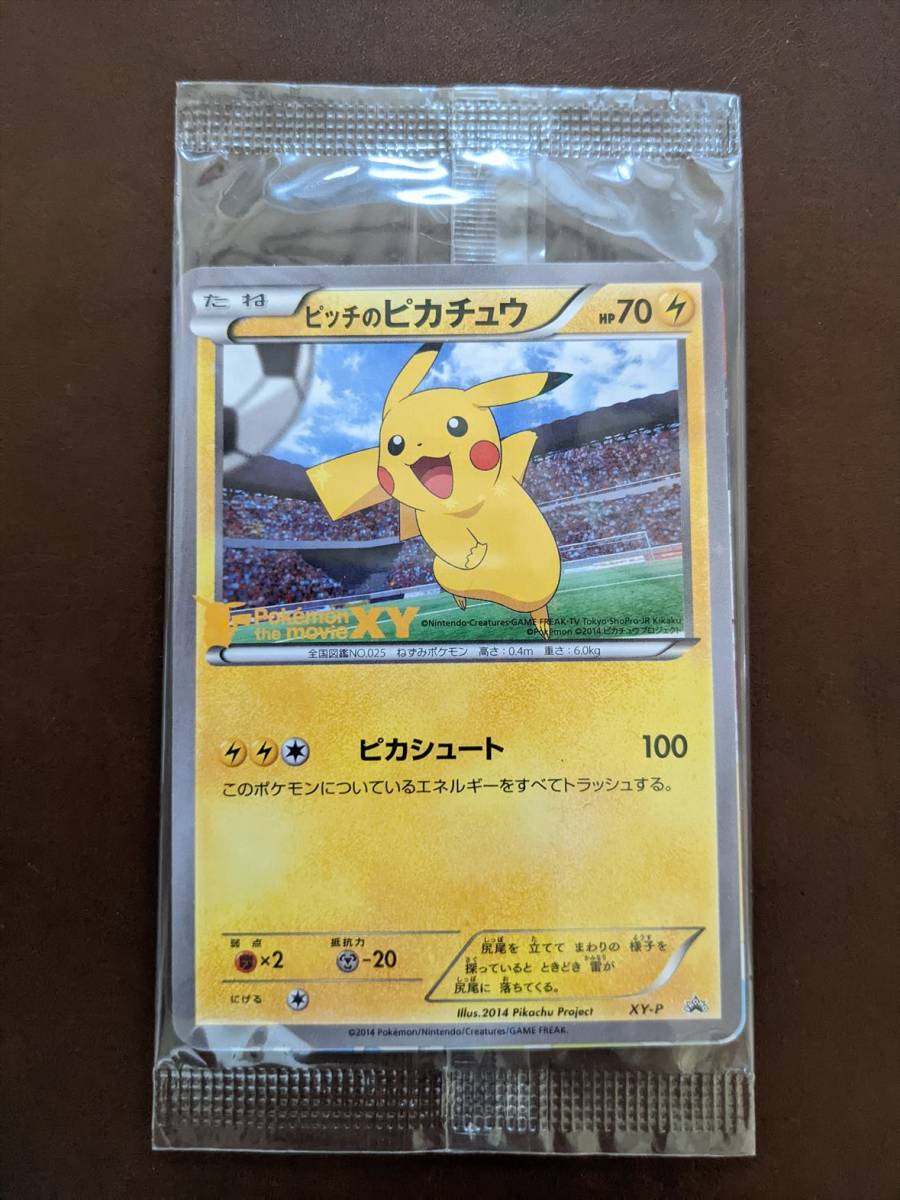 たね ピッチのピカチュウ HP70
Pokémon
the movie XY
©Nintendo·Creatures·GAME FREAK·TV Tokyo·ShoPro·JR Kikaku
©Pokémon ©2014 ピカチュウプロジェクト
全国図鑑NO.025 ねずみポケモン 高さ:0.4m 重さ:6.0kg
ピカシュート 100
このポケモンについているエネルギーをすべてトラッシュする。
弱点 抵抗力
×2 -20
にげる
尻尾を 立てて まわりの 様子を
探っていると ときどき 雷が
尻尾に 落ちてくる。
Illus.2014 Pikachu Project XY-P
©2014 Pokémon/Nintendo/Creatures/GAME FREAK.